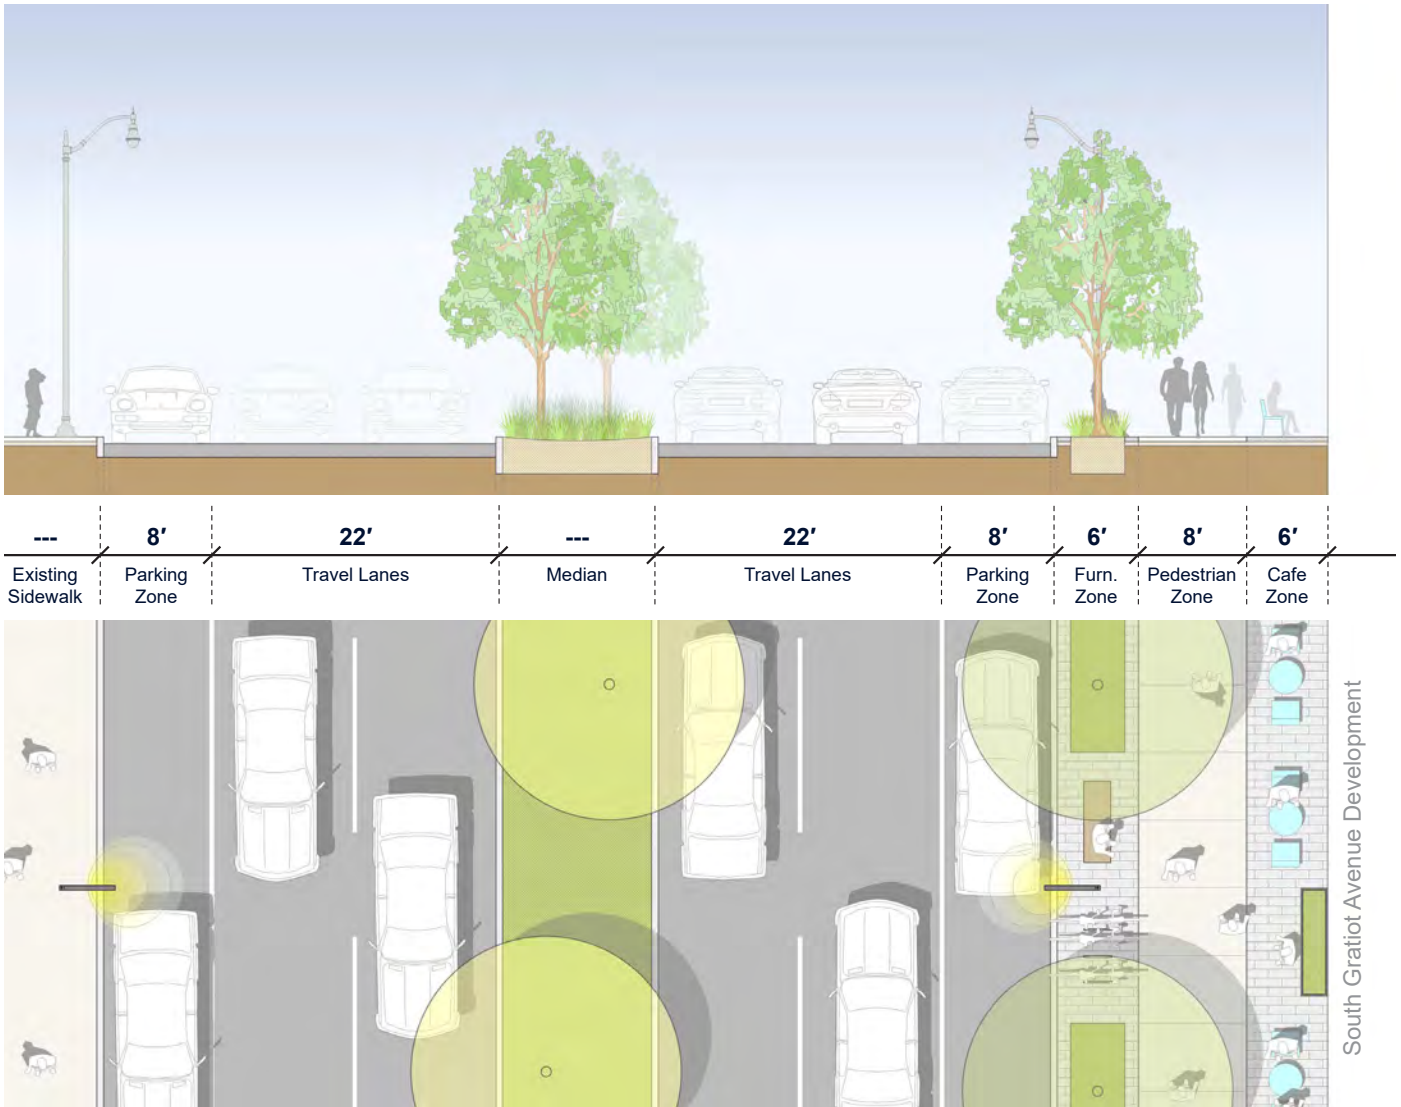 --- 8′ 22′ --- 22′ 8′ 6′ 8′ 6′
Existing Sidewalk
Parking Zone
Travel Lanes
Median
Travel Lanes
Parking Zone
Furn. Zone
Pedestrian Zone
Cafe Zone
South Gratiot Avenue Development